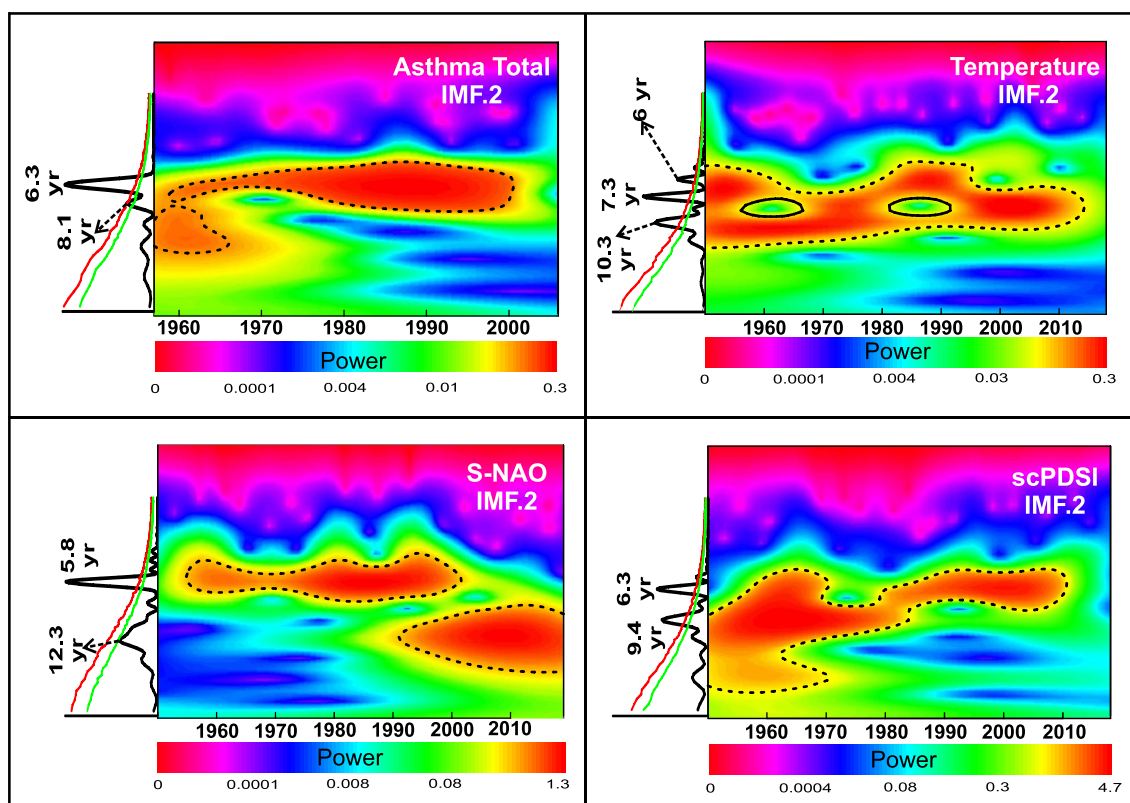 Asthma Total
IMF.2
6.3
yr
8.1
yr
1960 1970 1980 1990 2000
Power
0 0.0001 0.004 0.01 0.3
Temperature
IMF.2
6 yr
7.3
yr
10.3
yr
1960 1970 1980 1990 2000 2010
Power
0 0.0001 0.004 0.03 0.3
S-NAO
IMF.2
5.8
yr
12.3
yr
1960 1970 1980 1990 2000 2010
Power
0 0.0001 0.008 0.08 1.3
scPDSI
IMF.2
6.3
yr
9.4
yr
1960 1970 1980 1990 2000 2010
Power
0 0.0004 0.08 0.3 4.7